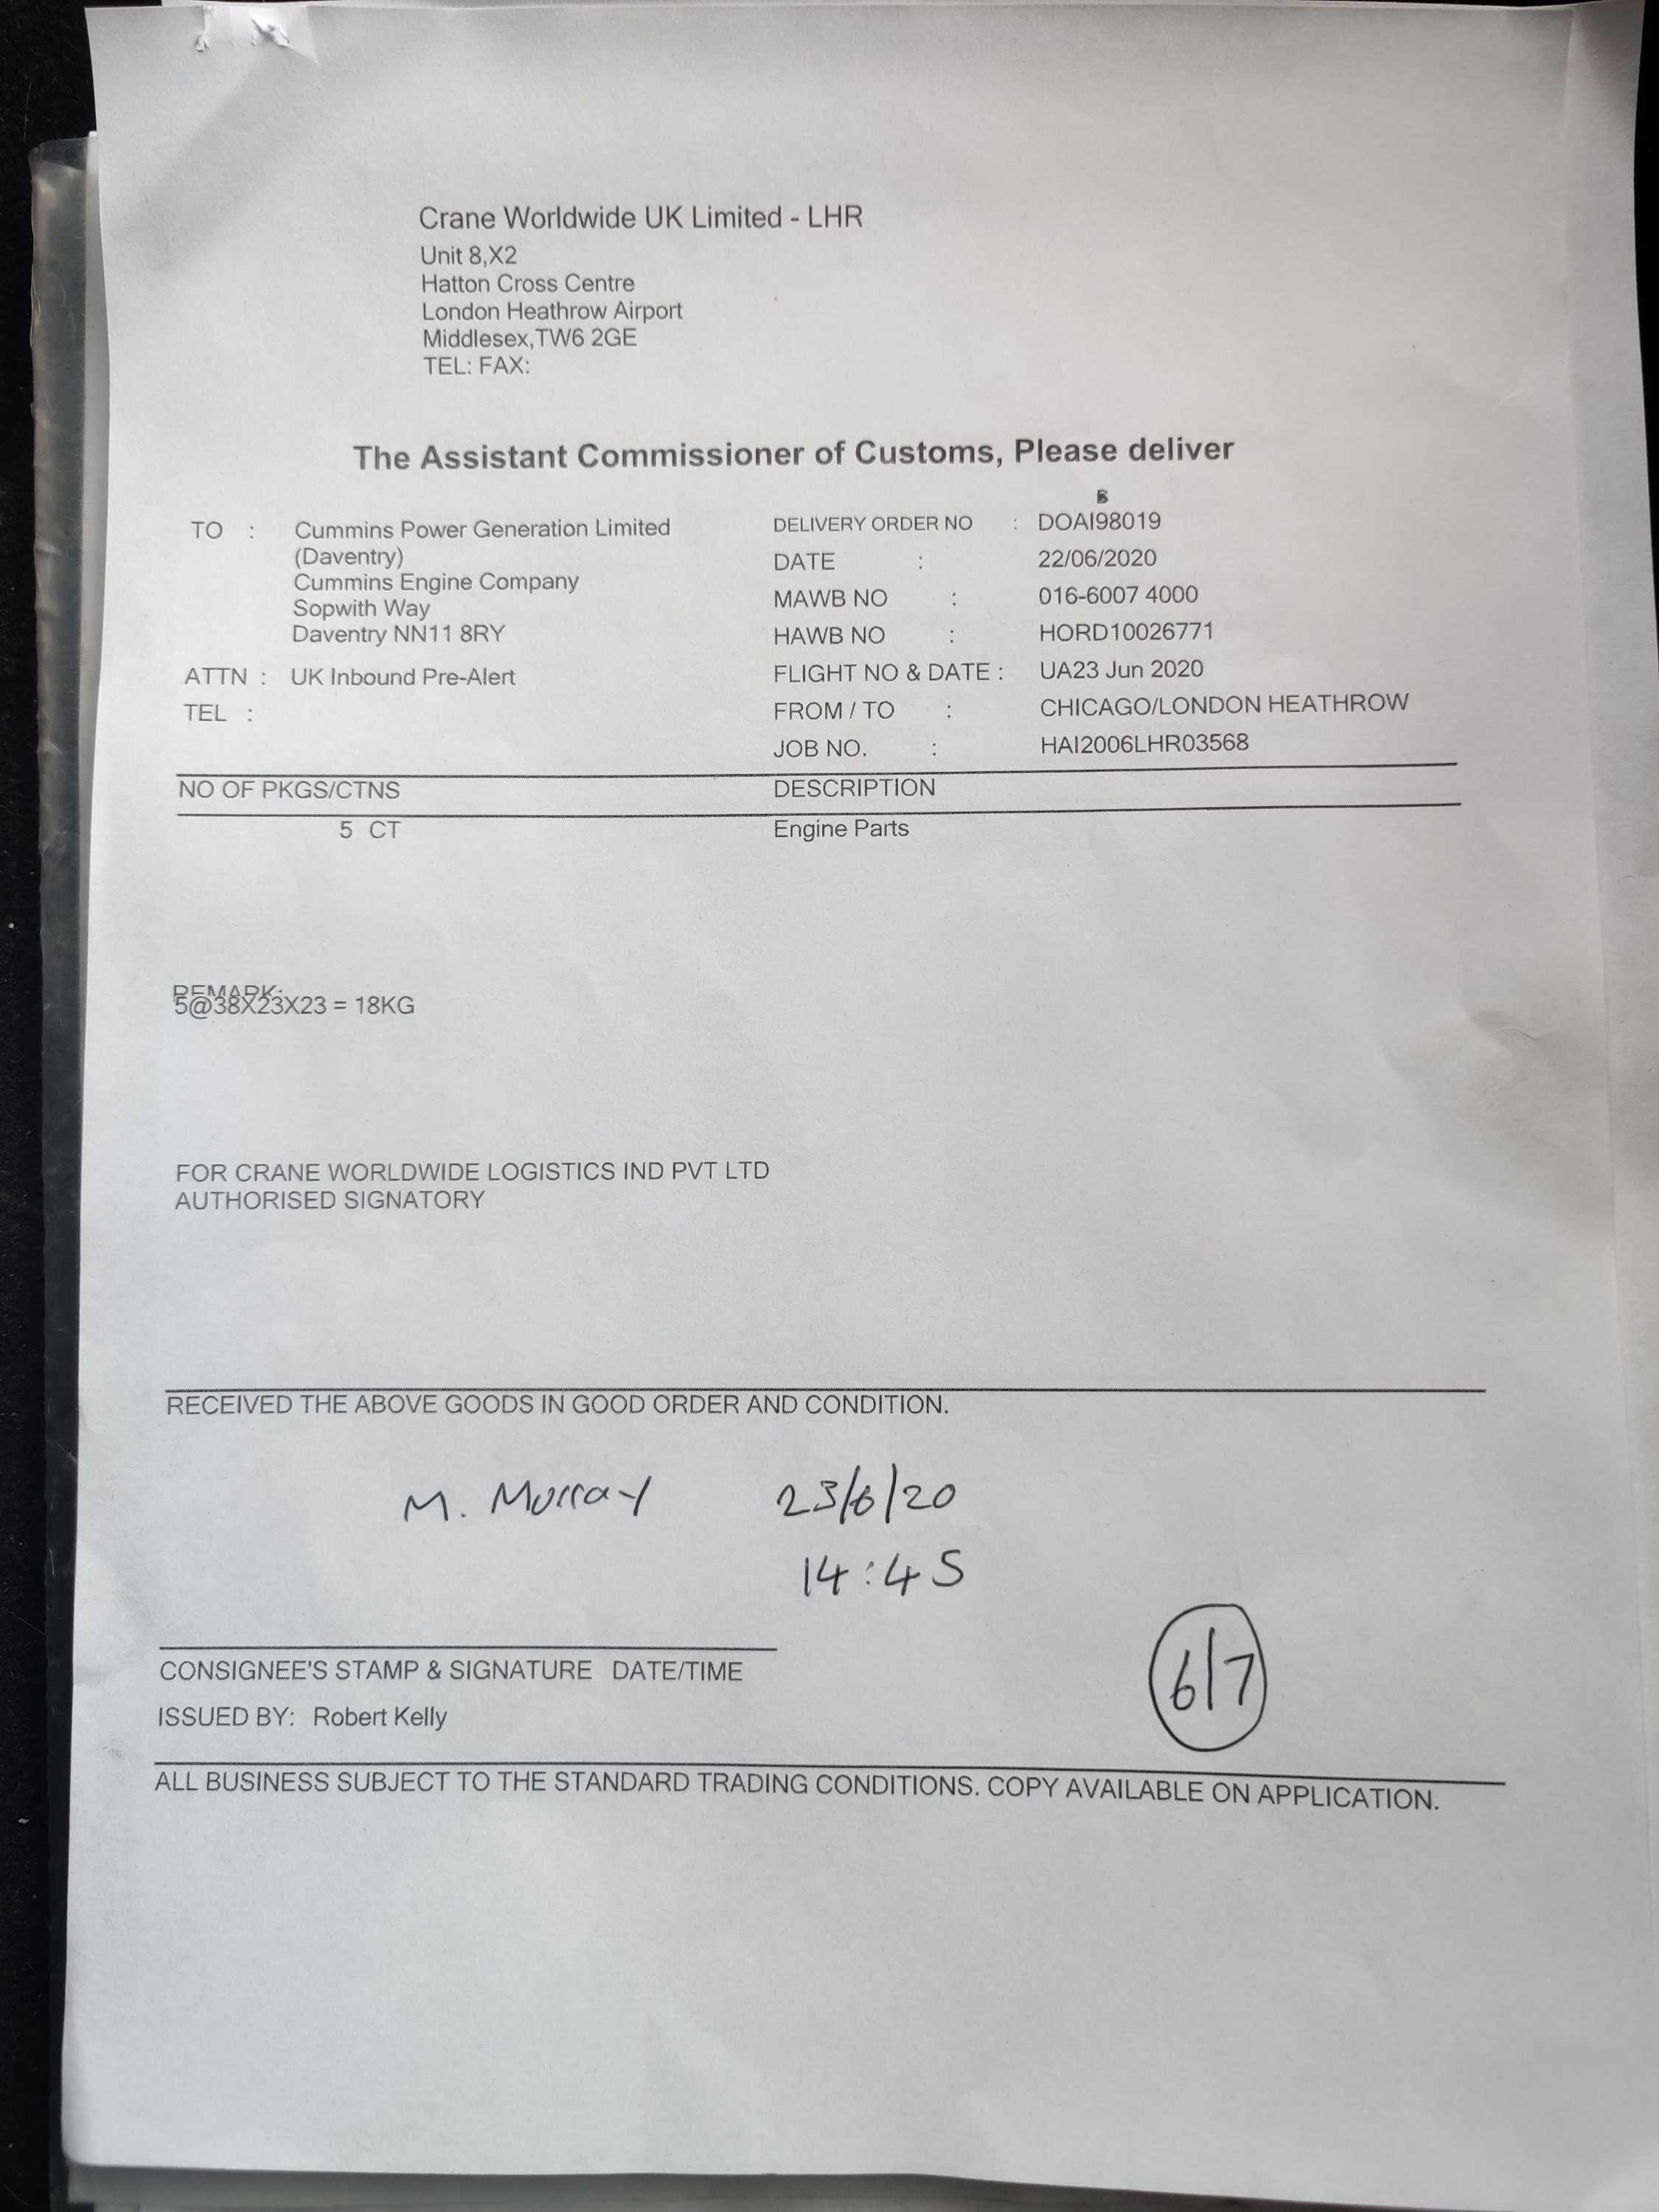 Crane Worldwide UK Limited - LHR
Unit 8,X2
Hatton Cross Centre
London Heathrow Airport
Middlesex,TW6 2GE
TEL: FAX:
The Assistant Commissioner of Customs, Please deliver
TO : Cummins Power Generation Limited
(Daventry)
Cummins Engine Company
Sopwith Way
Daventry NN11 8RY
ATTN : UK Inbound Pre-Alert
TEL :
DELIVERY ORDER NO : DOAI98019
DATE : 22/06/2020
MAWB NO : 016-6007 4000
HAWB NO : HORD10026771
FLIGHT NO & DATE : UA23 Jun 2020
FROM / TO : CHICAGO/LONDON HEATHROW
JOB NO. : HAI2006LHR03568
NO OF PKGS/CTNS DESCRIPTION
5 CT Engine Parts
REMARK:
5@38X23X23 = 18KG
FOR CRANE WORLDWIDE LOGISTICS IND PVT LTD
AUTHORISED SIGNATORY
RECEIVED THE ABOVE GOODS IN GOOD ORDER AND CONDITION.
M. Murray 23/6/20
14:45
6/7
CONSIGNEE'S STAMP & SIGNATURE DATE/TIME
ISSUED BY: Robert Kelly
ALL BUSINESS SUBJECT TO THE STANDARD TRADING CONDITIONS. COPY AVAILABLE ON APPLICATION.